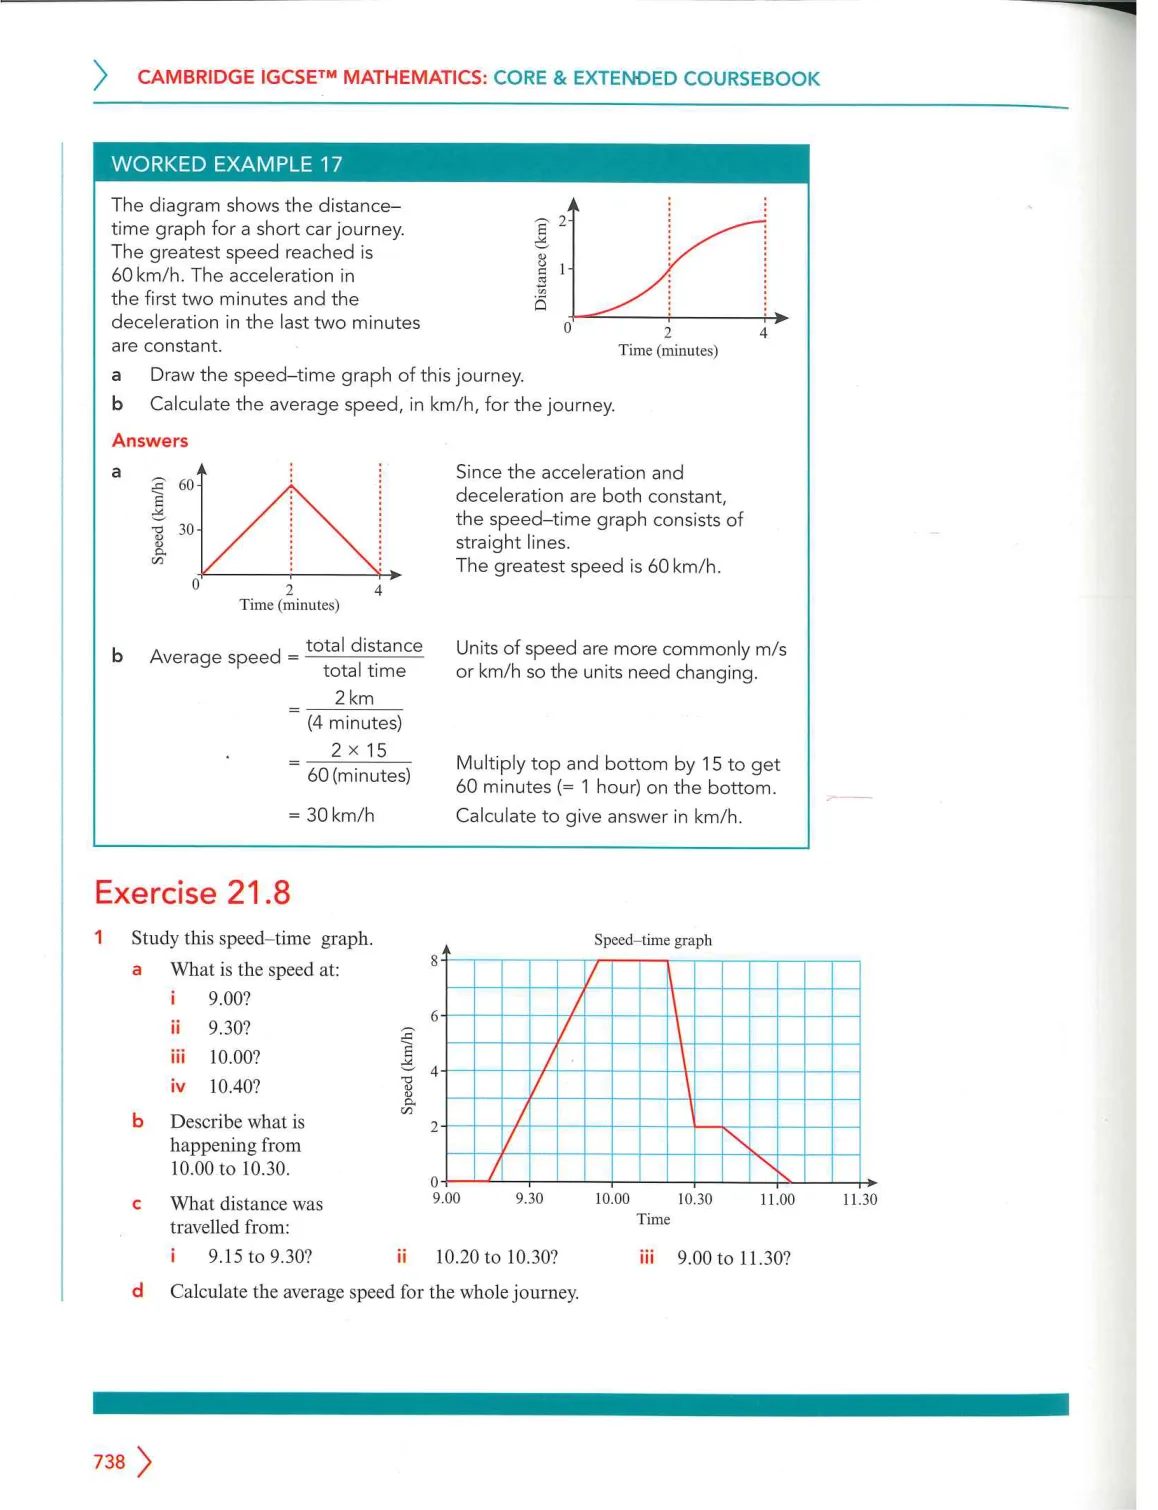 CAMBRIDGE IGCSE™ MATHEMATICS: CORE & EXTENDED COURSEBOOK
WORKED EXAMPLE 17
The diagram shows the distance–
time graph for a short car journey.
The greatest speed reached is
60 km/h. The acceleration in
the first two minutes and the
deceleration in the last two minutes
are constant.
Distance (km)
2
1
0
2
4
Time (minutes)
a Draw the speed–time graph of this journey.
b Calculate the average speed, in km/h, for the journey.
Answers
a
Speed (km/h)
60
30
0
2
4
Time (minutes)
Since the acceleration and
deceleration are both constant,
the speed–time graph consists of
straight lines.
The greatest speed is 60 km/h.
b Average speed = total distance
total time
= 2 km
(4 minutes)
= 2 × 15
60 (minutes)
= 30 km/h
Units of speed are more commonly m/s
or km/h so the units need changing.
Multiply top and bottom by 15 to get
60 minutes (= 1 hour) on the bottom.
Calculate to give answer in km/h.
Exercise 21.8
1 Study this speed–time graph.
a What is the speed at:
i 9.00?
ii 9.30?
iii 10.00?
iv 10.40?
b Describe what is
happening from
10.00 to 10.30.
c What distance was
travelled from:
Speed–time graph
Speed (km/h)
8
6
4
2
0
9.00 9.30 10.00 10.30 11.00 11.30
Time
i 9.15 to 9.30? ii 10.20 to 10.30? iii 9.00 to 11.30?
d Calculate the average speed for the whole journey.
738